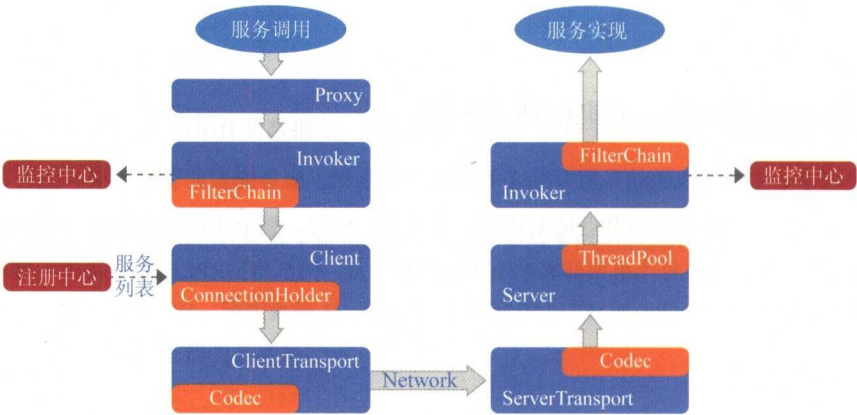 服务调用
Proxy
Invoker
FilterChain
监控中心
Client
ConnectionHolder
注册中心
服务
列表
ClientTransport
Codec
Network
服务实现
FilterChain
Invoker
监控中心
ThreadPool
Server
Codec
ServerTransport